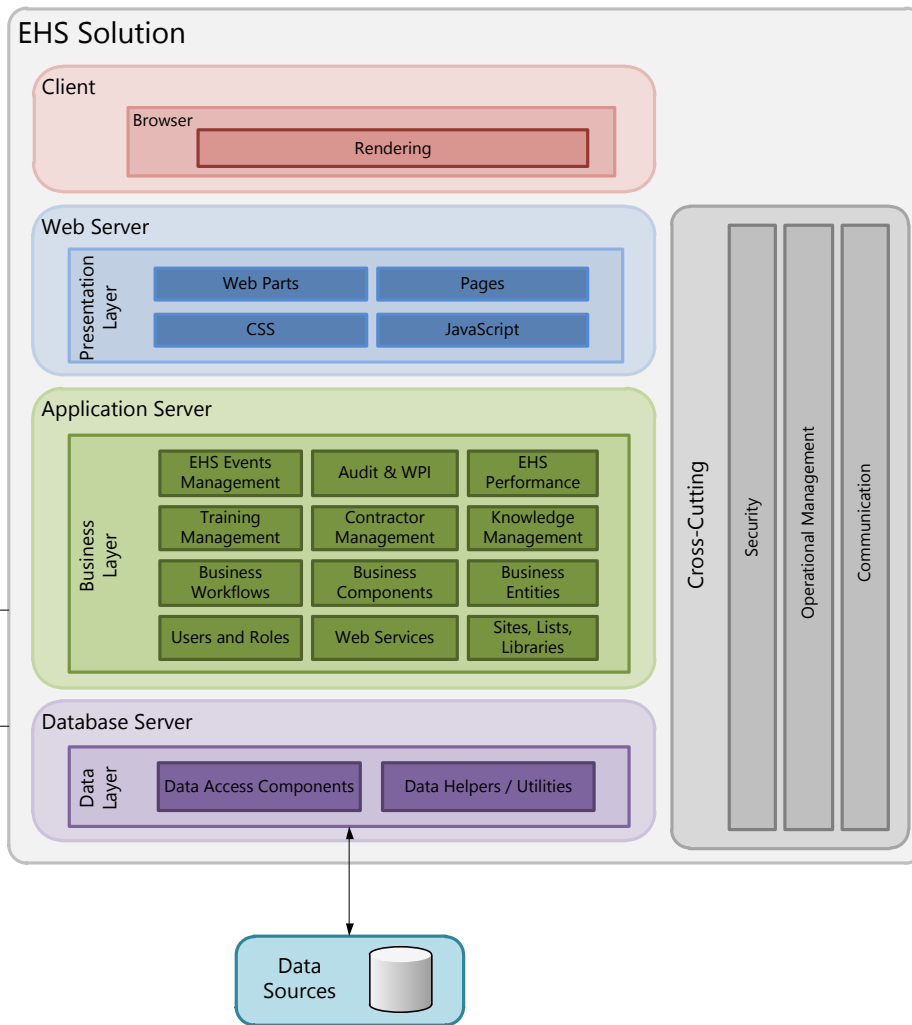 EHS Solution
Client
Browser
Rendering
Web Server
Presentation
Layer
Web Parts
Pages
CSS
JavaScript
Application Server
Business
Layer
EHS Events
Management
Audit & WPI
EHS
Performance
Training
Management
Contractor
Management
Knowledge
Management
Business
Workflows
Business
Components
Business
Entities
Users and Roles
Web Services
Sites, Lists,
Libraries
Database Server
Data
Layer
Data Access Components
Data Helpers / Utilities
Cross-Cutting
Security
Operational Management
Communication
Data
Sources